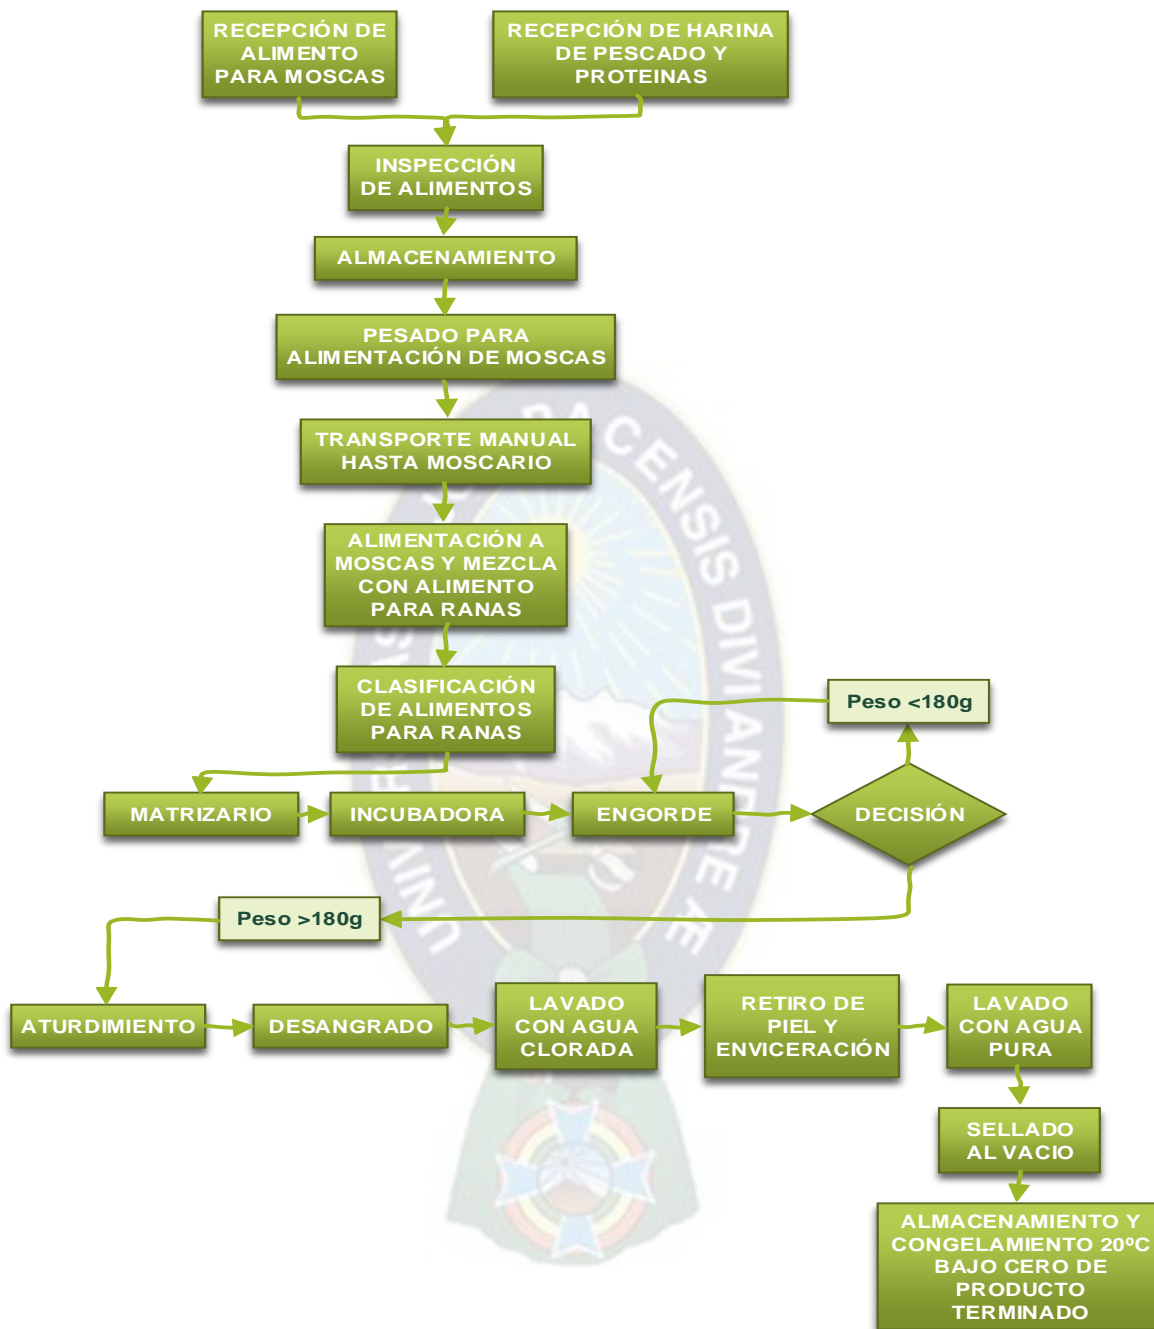 RECEPCIÓN DE
ALIMENTO
PARA MOSCAS
RECEPCIÓN DE HARINA
DE PESCADO Y
PROTEINAS
INSPECCIÓN
DE ALIMENTOS
ALMACENAMIENTO
PESADO PARA
ALIMENTACIÓN DE MOSCAS
TRANSPORTE MANUAL
HASTA MOSCARIO
ALIMENTACIÓN A
MOSCAS Y MEZCLA
CON ALIMENTO
PARA RANAS
CLASIFICACIÓN
DE ALIMENTOS
PARA RANAS
Peso <180g
MATRIZARIO
INCUBADORA
ENGORDE
DECISIÓN
Peso >180g
ATURDIMIENTO
DESANGRADO
LAVADO
CON AGUA
CLORADA
RETIRO DE
PIEL Y
ENVICERACIÓN
LAVADO
CON AGUA
PURA
SELLADO
AL VACIO
ALMACENAMIENTO Y
CONGELAMIENTO 20ºC
BAJO CERO DE
PRODUCTO
TERMINADO
CENSIS DIVI ANDRE Æ